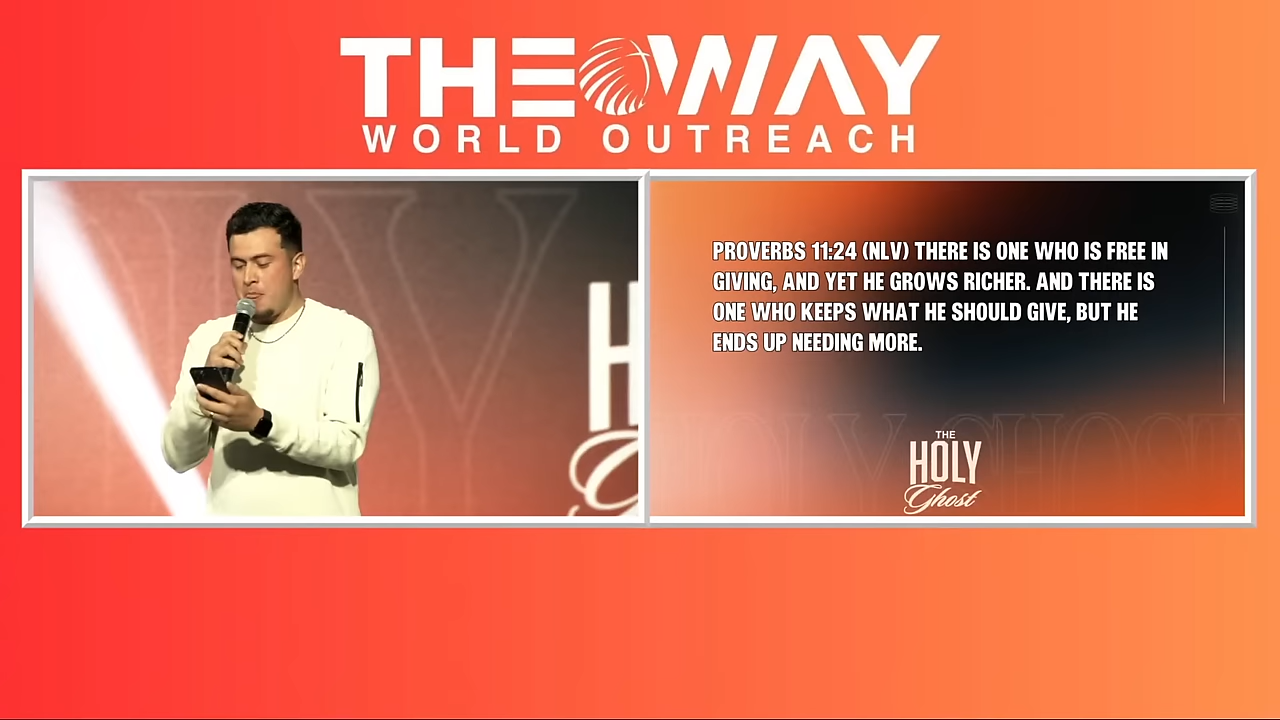 THE WAY
WORLD OUTREACH
PROVERBS 11:24 (NLV) THERE IS ONE WHO IS FREE IN
GIVING, AND YET HE GROWS RICHER. AND THERE IS
ONE WHO KEEPS WHAT HE SHOULD GIVE, BUT HE
ENDS UP NEEDING MORE.
HOLY GHOST
THE
HOLY
Ghost